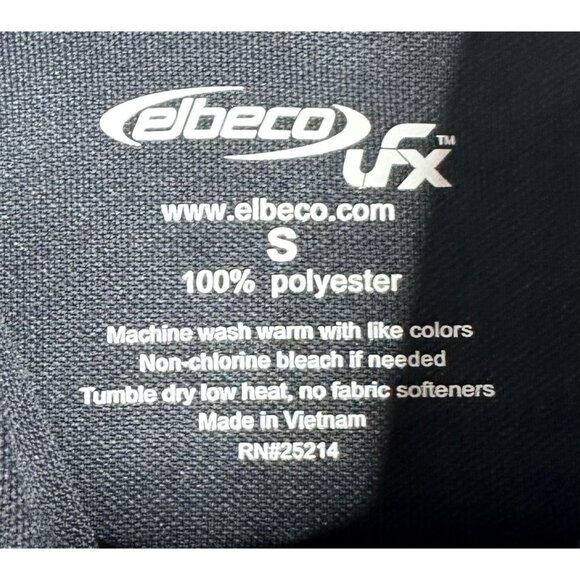 elbeco
ufx™
www.elbeco.com
S
100% polyester
Machine wash warm with like colors
Non-chlorine bleach if needed
Tumble dry low heat, no fabric softeners
Made in Vietnam
RN#25214